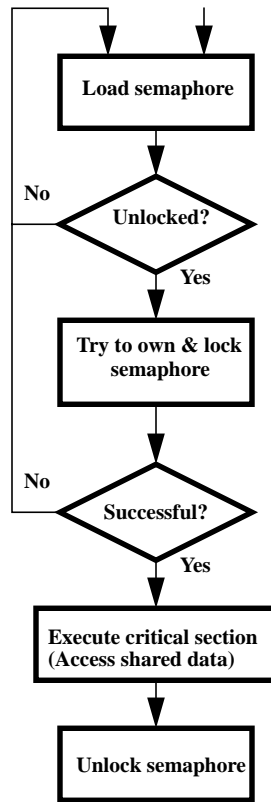 Load semaphore
No
Unlocked?
Yes
Try to own & lock
semaphore
No
Successful?
Yes
Execute critical section
(Access shared data)
Unlock semaphore